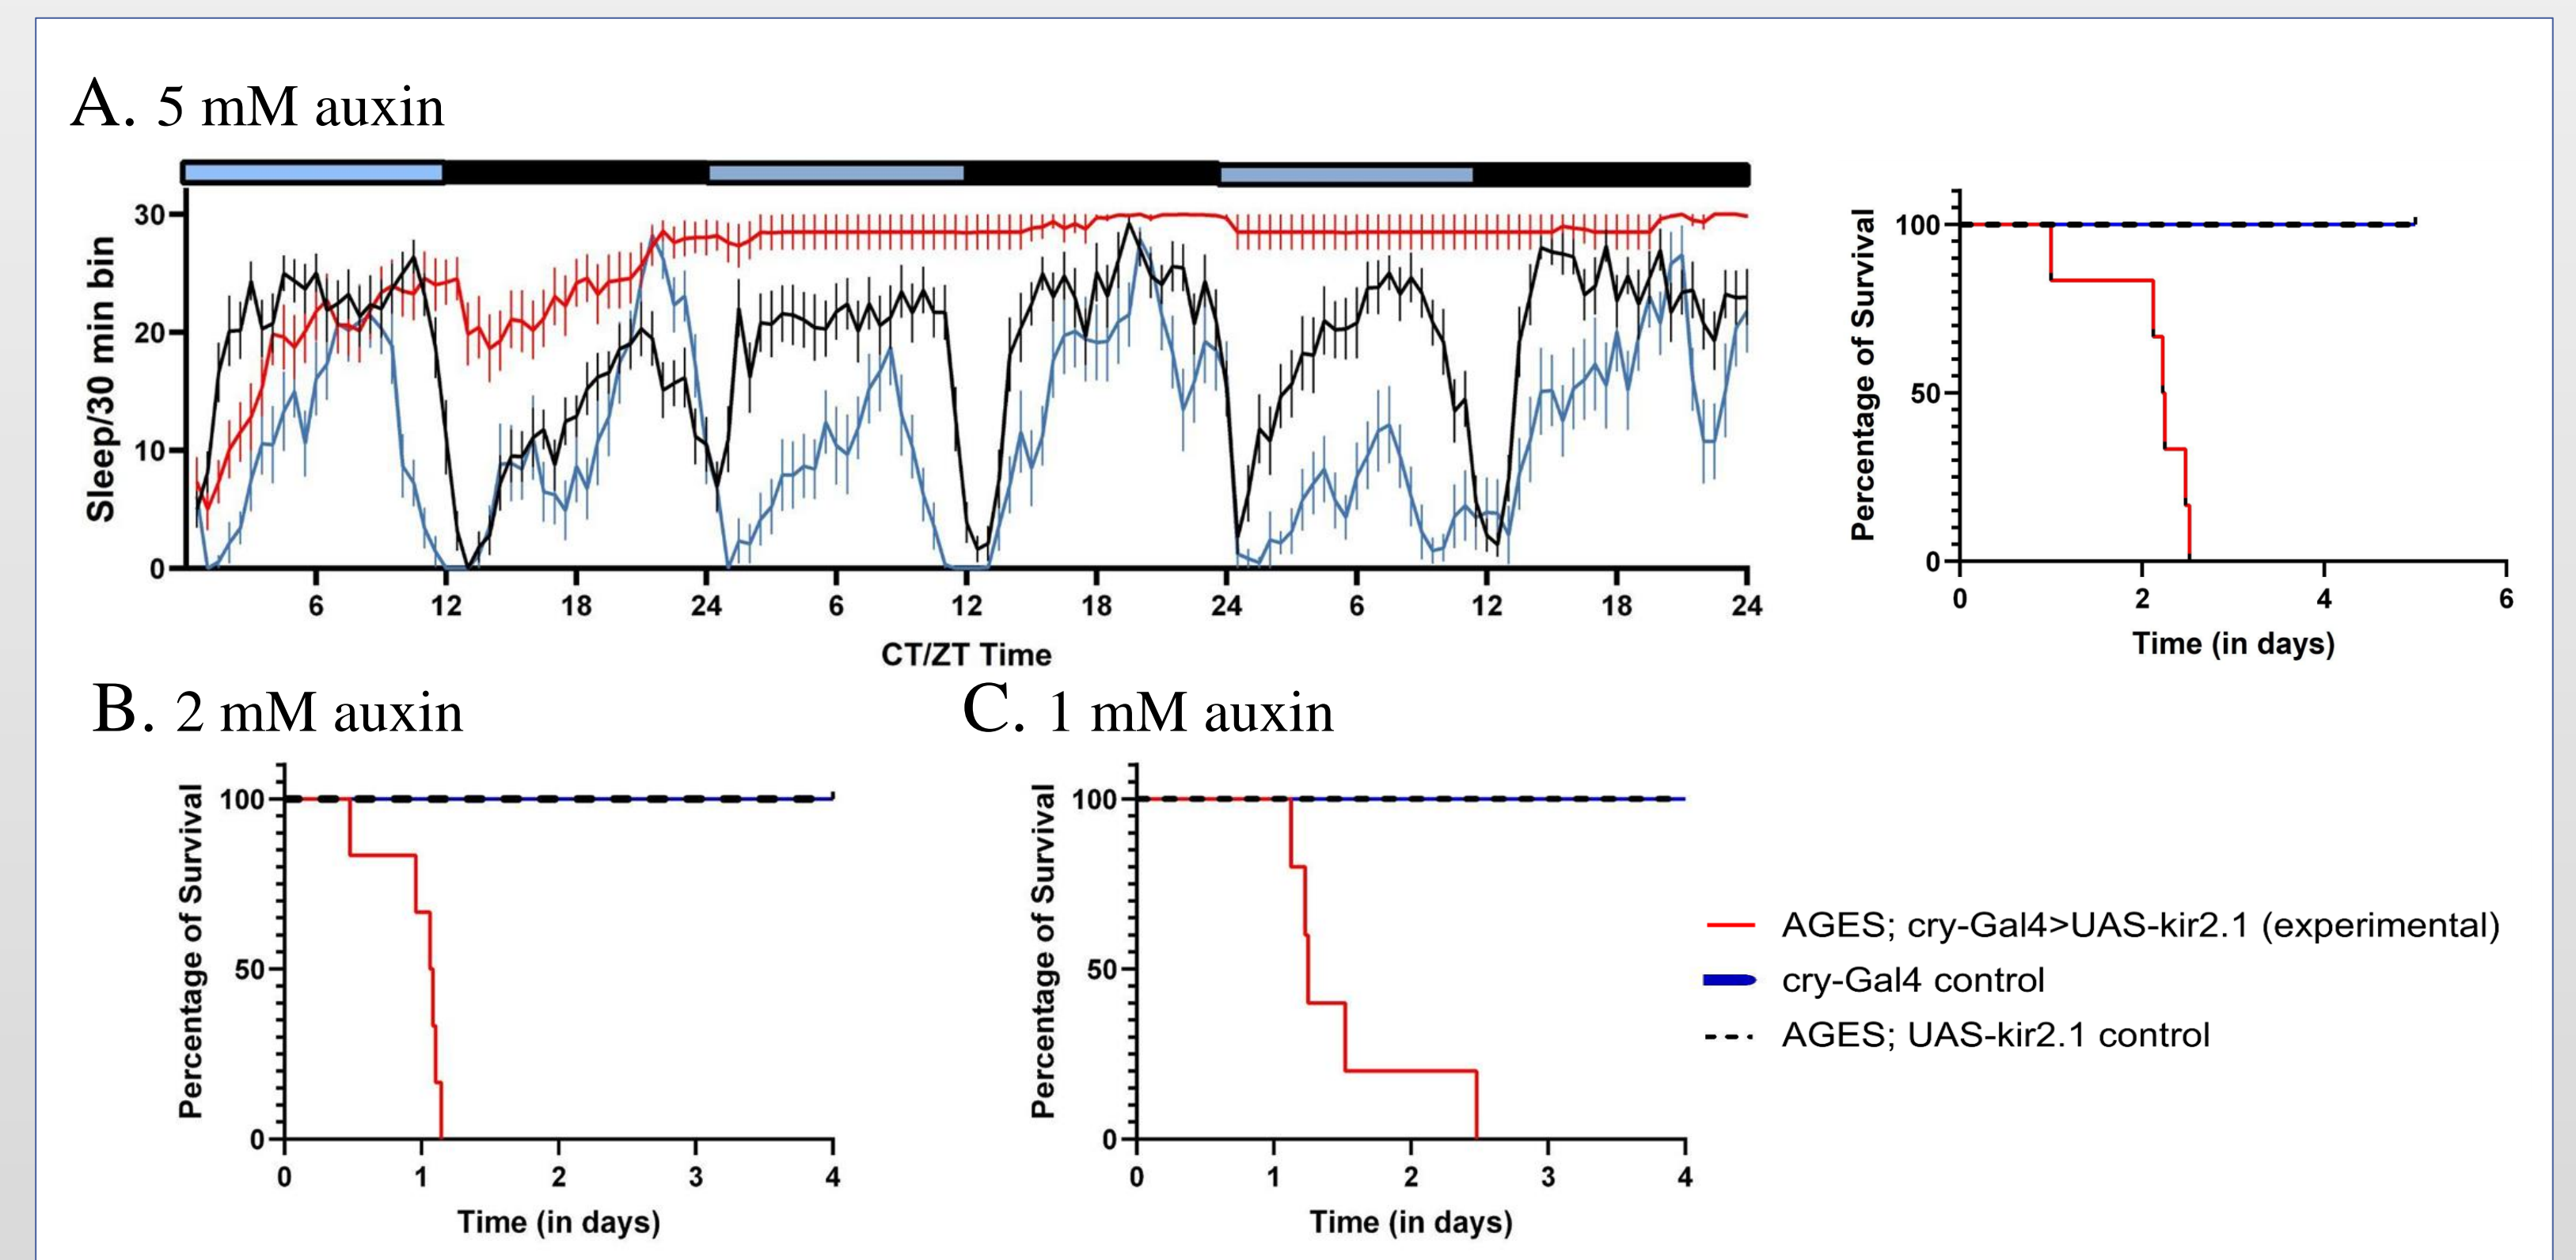 A. 5 mM auxin
Sleep/30 min bin
30
20
10
0
6 12 18 24 6 12 18 24 6 12 18 24
CT/ZT Time
Percentage of Survival
100
50
0
0 2 4 6
Time (in days)
B. 2 mM auxin
Percentage of Survival
100
50
0
0 1 2 3 4
Time (in days)
C. 1 mM auxin
Percentage of Survival
100
50
0
0 1 2 3 4
Time (in days)
AGES; cry-Gal4>UAS-kir2.1 (experimental)
cry-Gal4 control
AGES; UAS-kir2.1 control